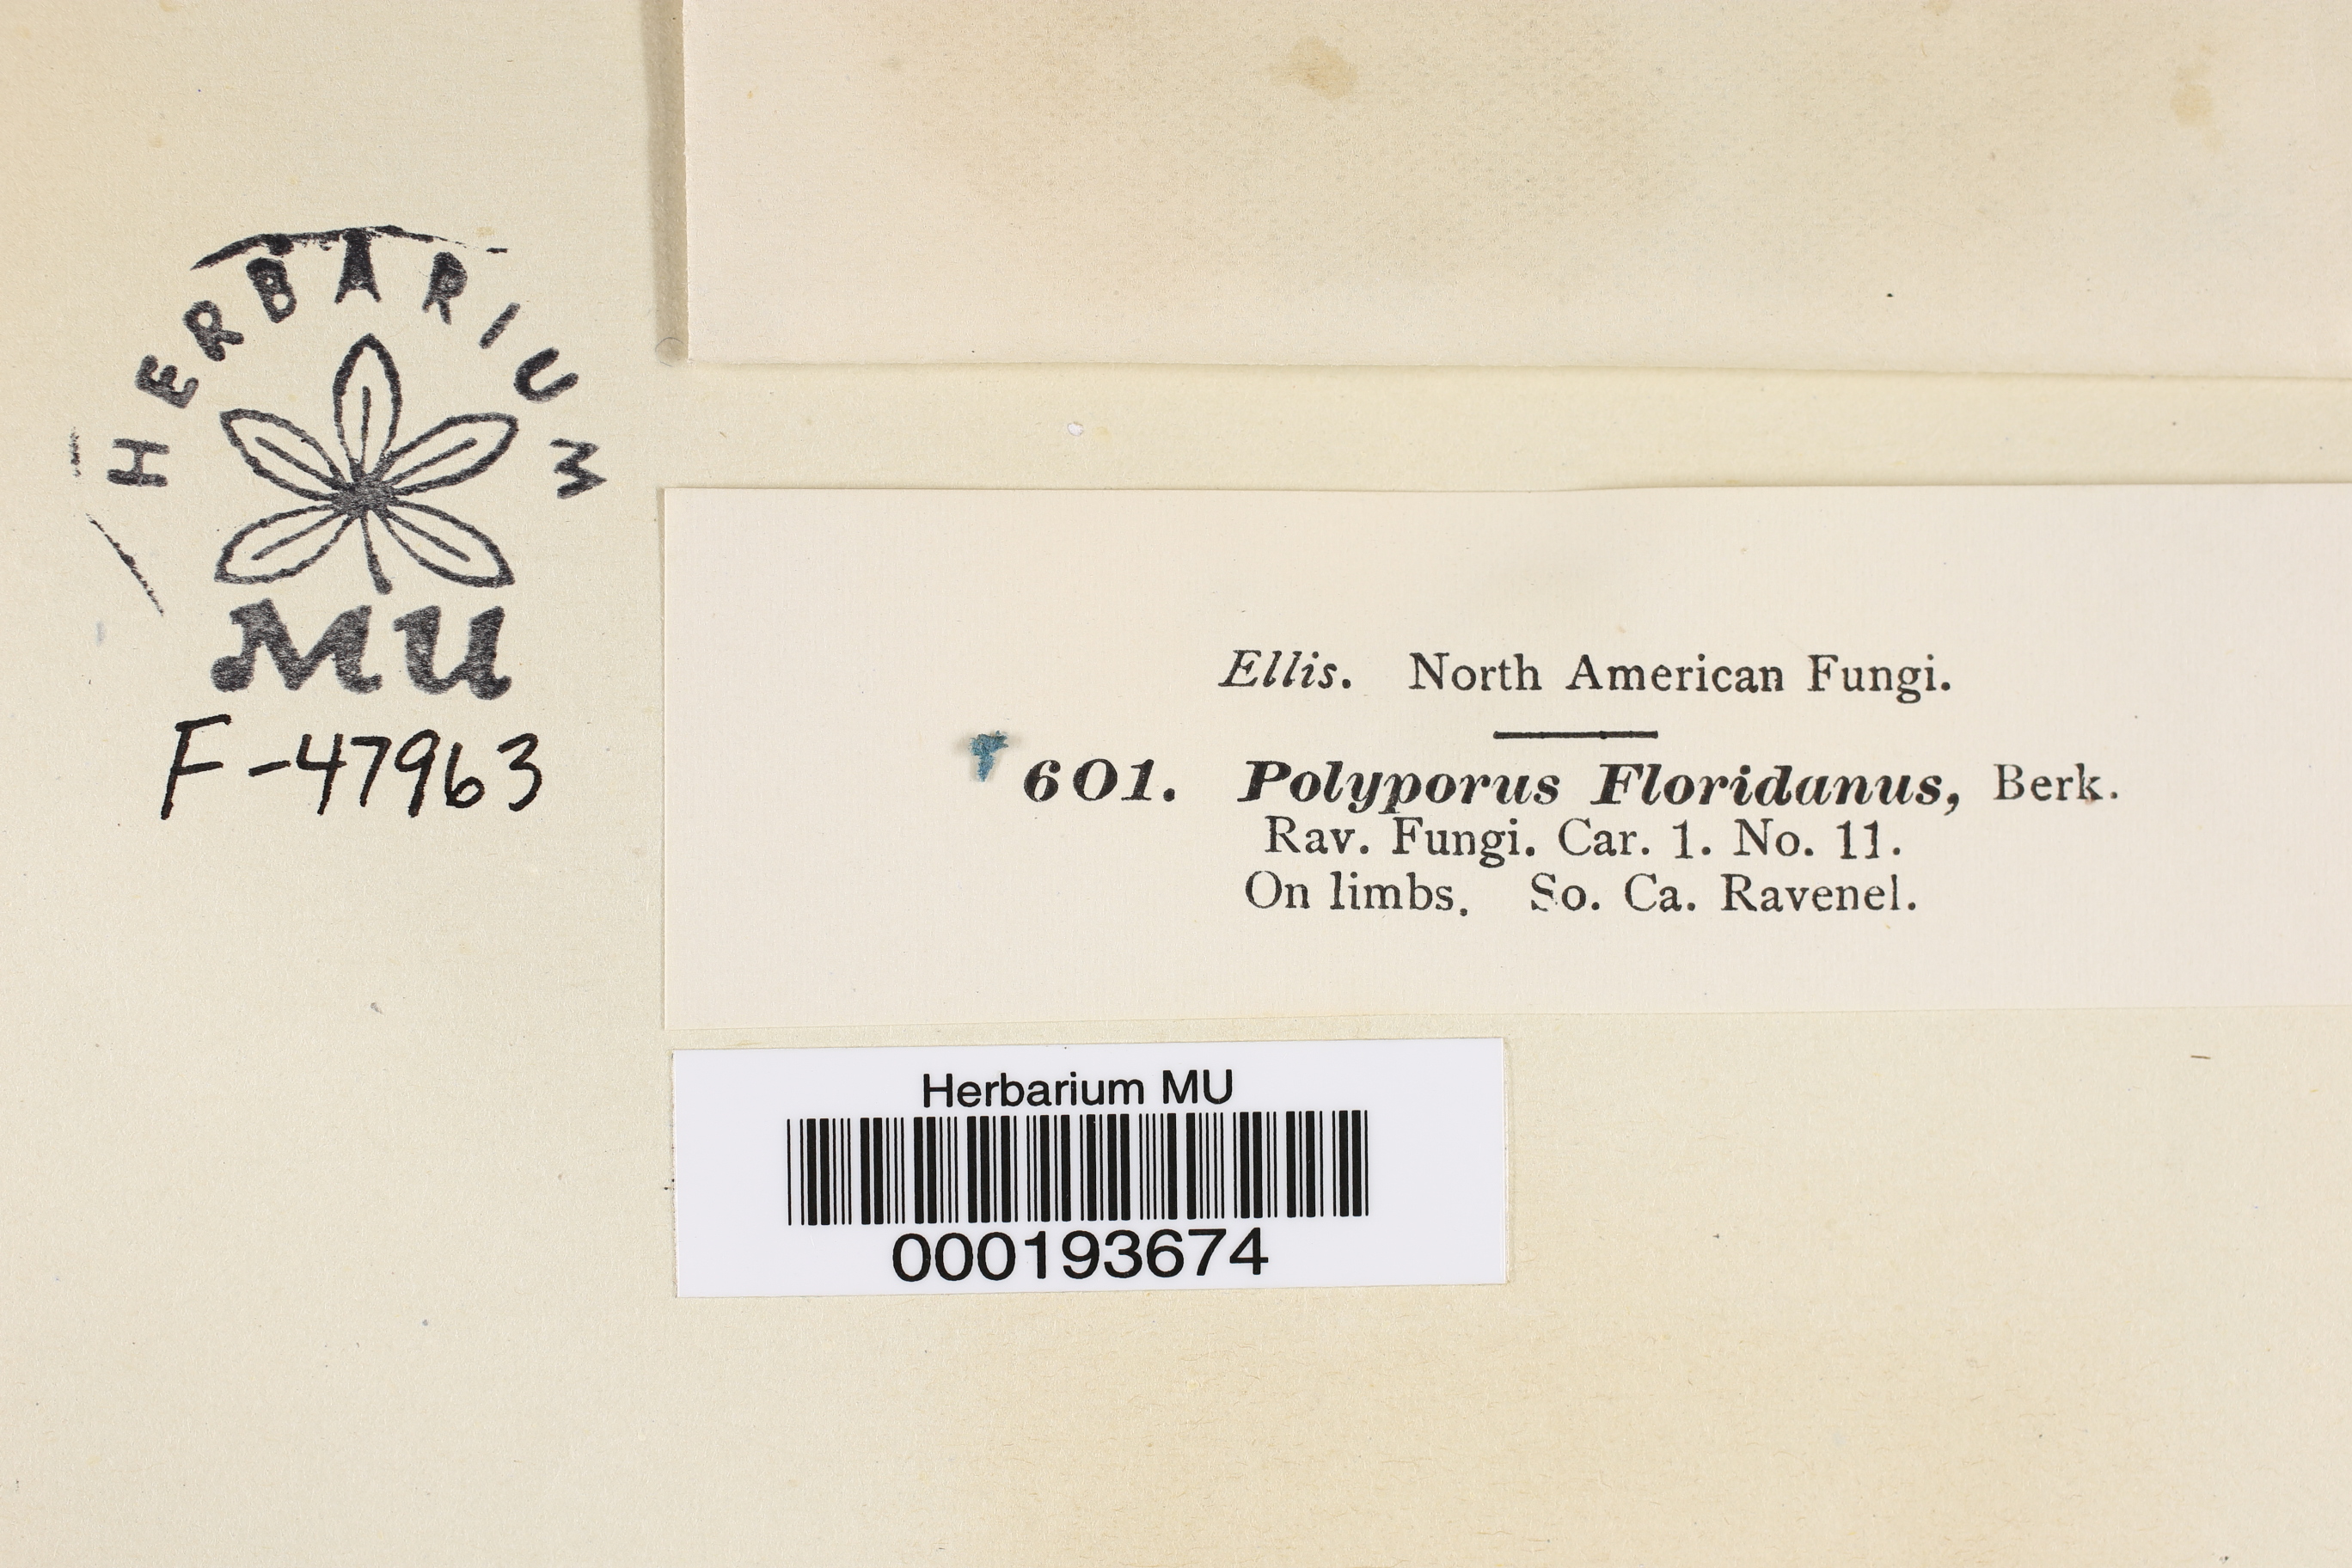 HERBARIUM
MU
F-47963
Ellis. North American Fungi.
601. Polyporus Floridanus, Berk.
Rav. Fungi. Car. 1. No. 11.
On limbs. So. Ca. Ravenel.
Herbarium MU
000193674